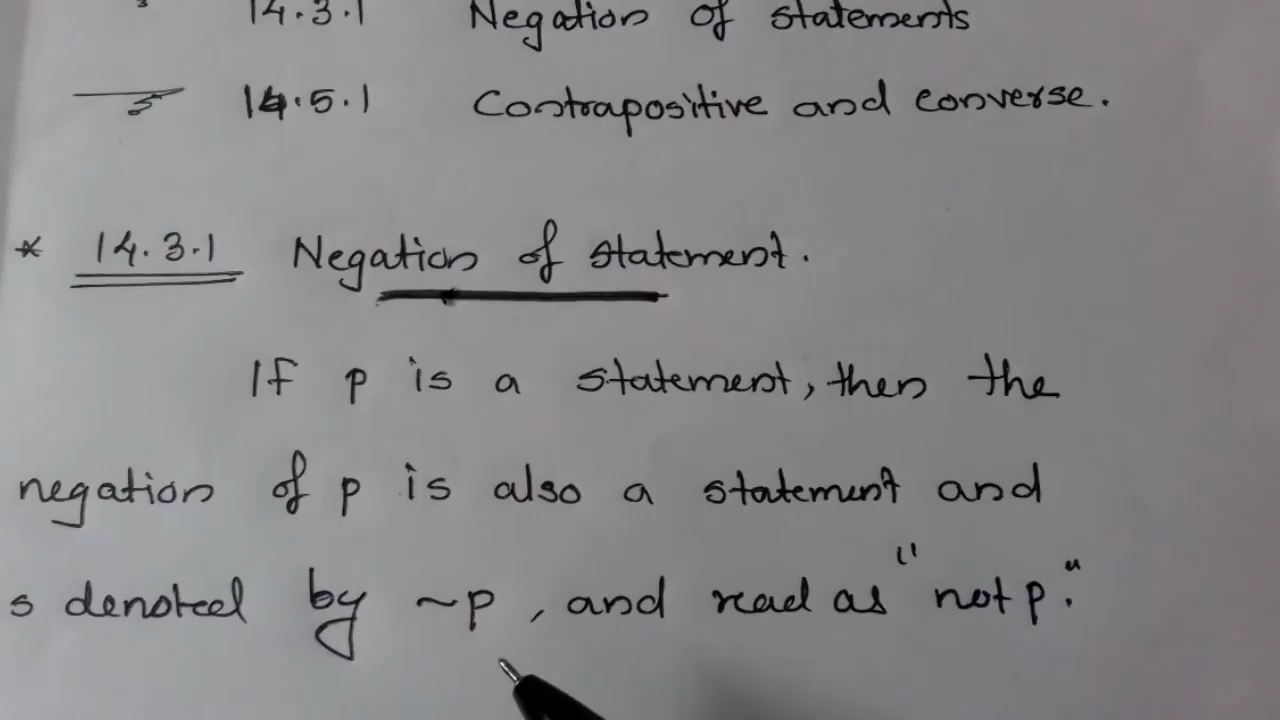 14.3.1 Negation of statements
14.5.1 Contrapositive and converse.
* 14.3.1 Negation of statement.
If p is a statement, then the
negation of p is also a statement and
s denoted by ~p, and read as "not p."